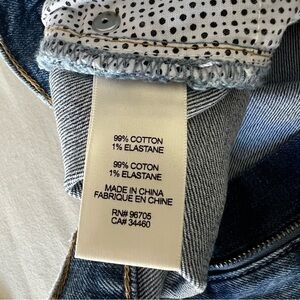 99% COTTON
1% ELASTANE
99% COTON
1% ELASTANE
MADE IN CHINA
FABRIQUE EN CHINE
RN# 96705
CA# 34460